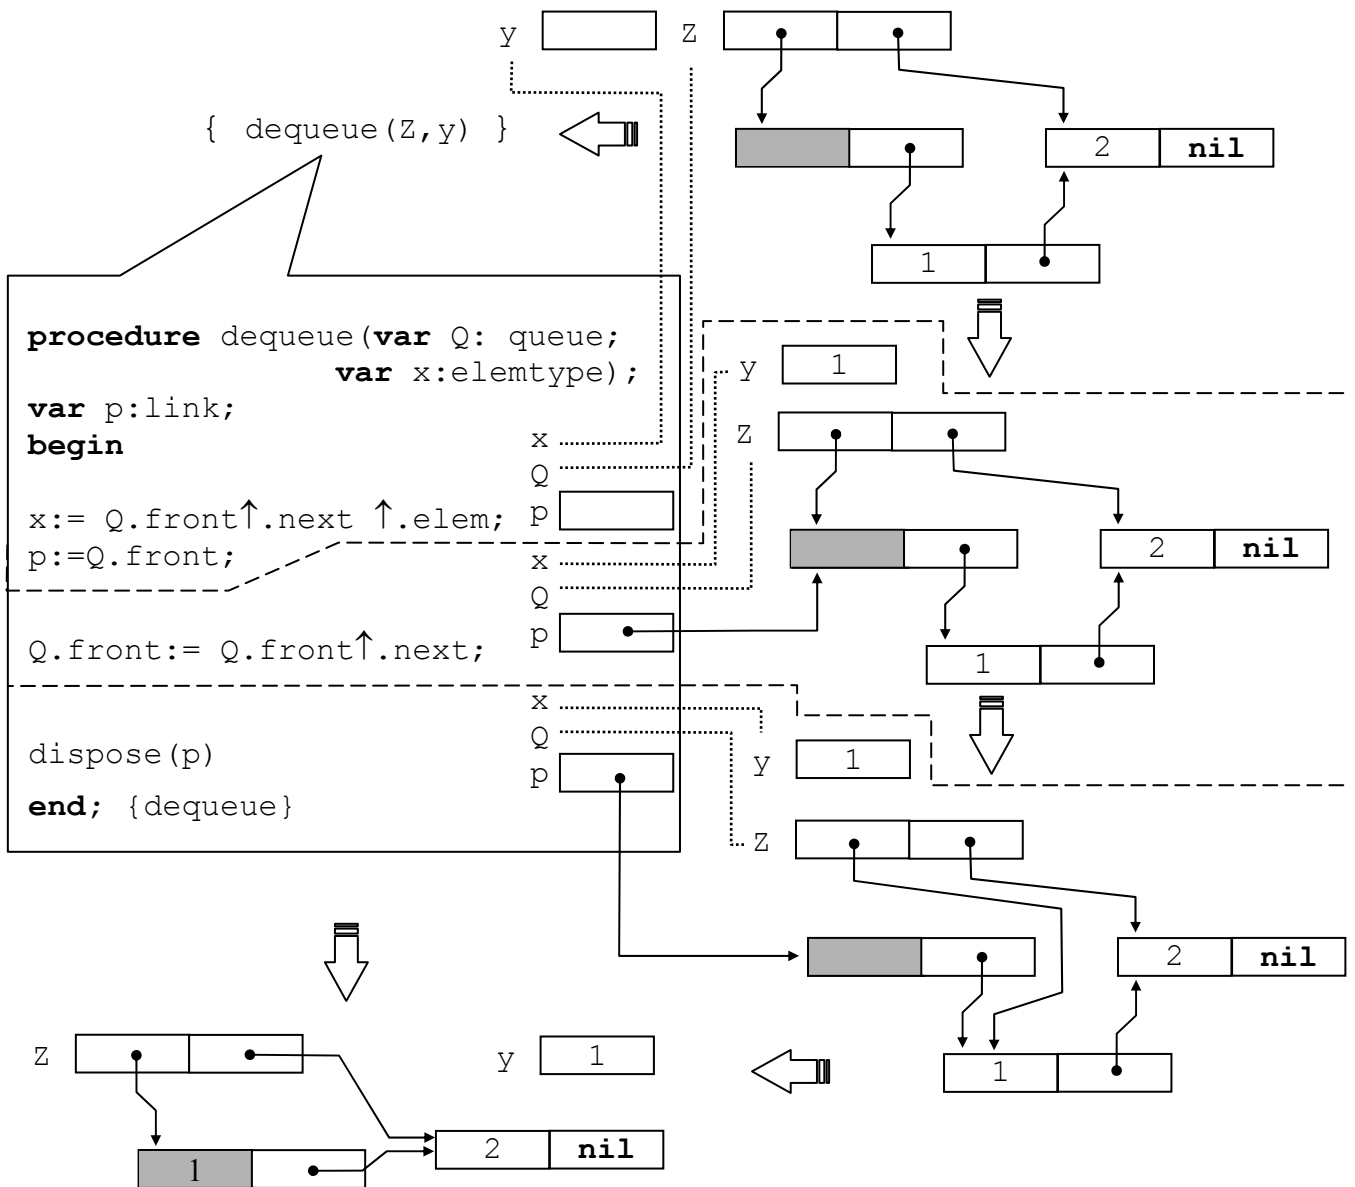 y Z
{ dequeue(Z,y) }
2 nil
1
procedure dequeue(var Q: queue;
var x:elemtype);
var p:link;
begin
x:= Q.front↑.next ↑.elem;
p:=Q.front;
Q.front:= Q.front↑.next;
dispose(p)
end; {dequeue}
x
Q
p
x
Q
p
x
Q
p
y 1
Z
2 nil
1
y 1
Z
2 nil
1
Z
y 1
2 nil
1